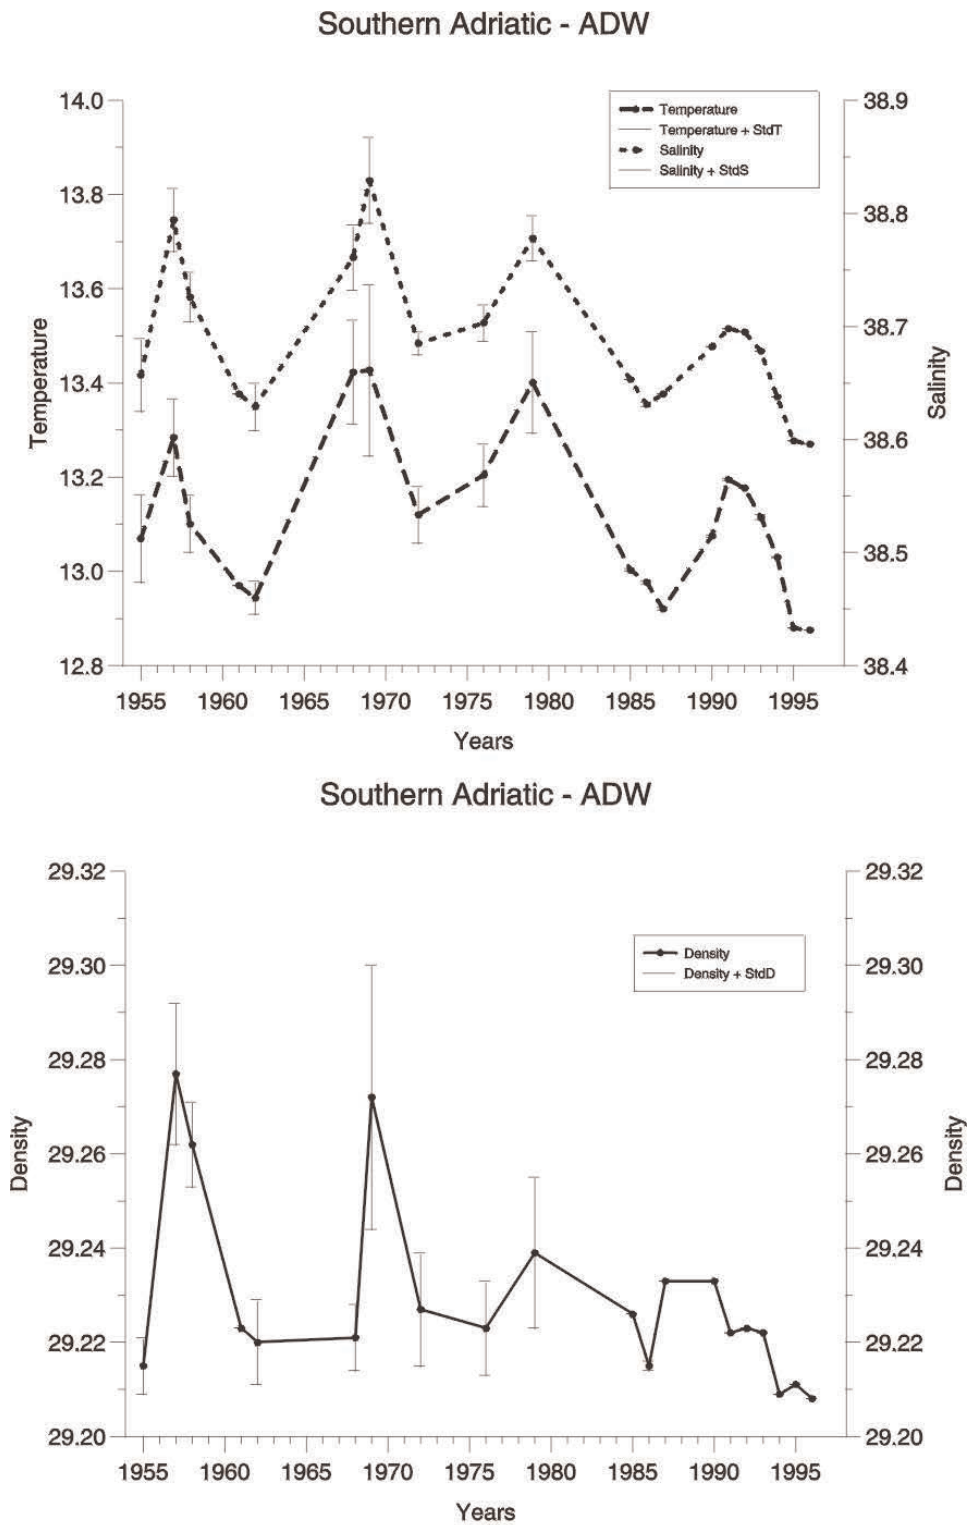 Southern Adriatic - ADW
Temperature
Temperature + StdT
Salinity
Salinity + StdS
14.0
13.8
13.6
13.4
13.2
13.0
12.8
Temperature
38.9
38.8
38.7
38.6
38.5
38.4
Salinity
1955 1960 1965 1970 1975 1980 1985 1990 1995
Years
Southern Adriatic - ADW
Density
Density + StdD
29.32
29.30
29.28
29.26
29.24
29.22
29.20
Density
29.32
29.30
29.28
29.26
29.24
29.22
29.20
Density
1955 1960 1965 1970 1975 1980 1985 1990 1995
Years